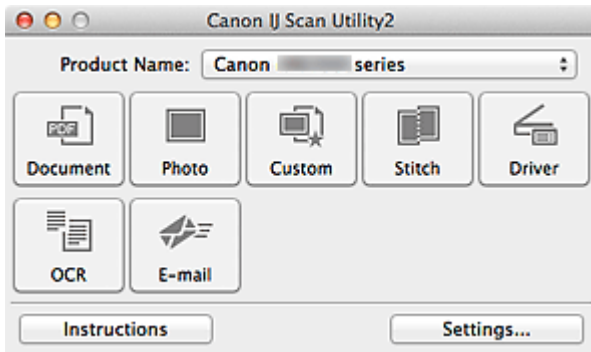 Canon IJ Scan Utility2
Product Name: Canon series
PDF
Document Photo Custom Stitch Driver
OCR E-mail
Instructions Settings...